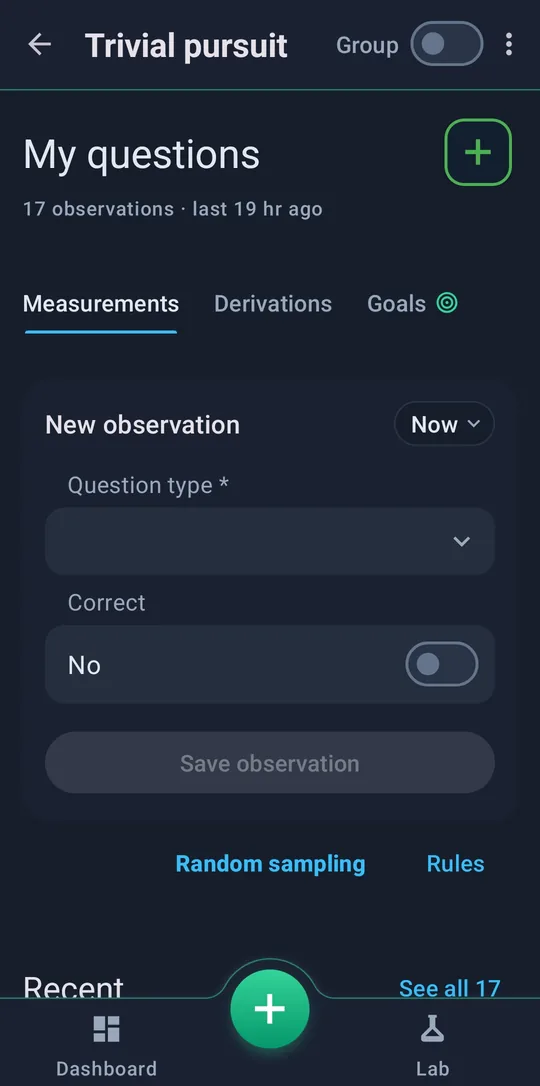 Trivial pursuit
Group
My questions
17 observations · last 19 hr ago
Measurements
Derivations
Goals
New observation
Now
Question type *
Correct
No
Save observation
Random sampling
Rules
Recent
See all 17
Dashboard
Lab